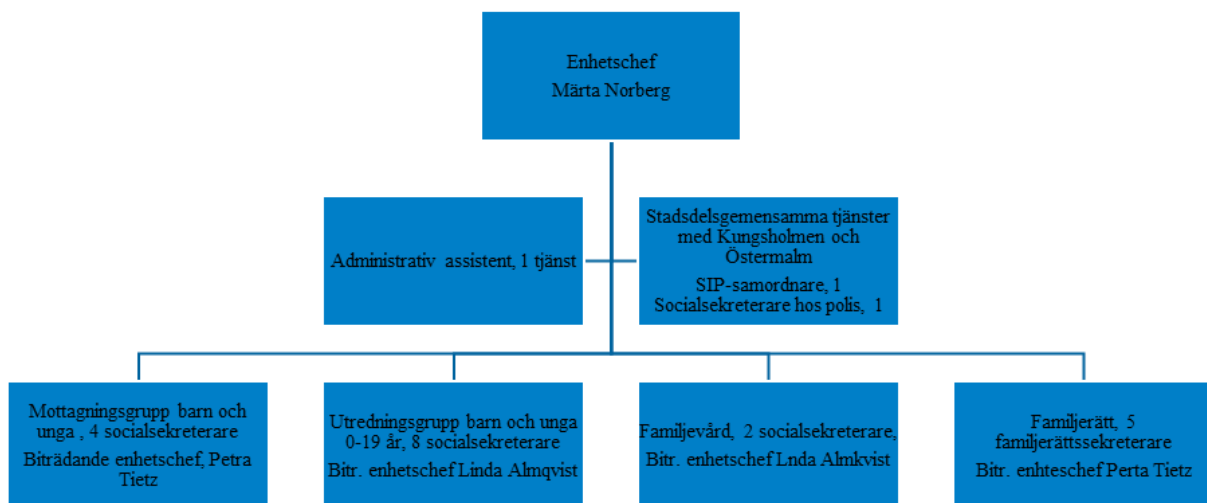 Enhetschef
Märta Norberg
Administrativ assistent, 1 tjänst
Stadsdelsgemensamma tjänster
med Kungsholmen och
Östermalm
SIP-samordnare, 1
Socialsekreterare hos polis, 1
Mottagningsgrupp barn och
unga , 4 socialsekreterare
Biträdande enhetschef, Petra
Tietz
Utredningsgrupp barn och unga
0-19 år, 8 socialsekreterare
Bitr. enhetschef Linda Almqvist
Familjevård, 2 socialsekreterare,
Bitr. enhetschef Lnda Almkvist
Familjerätt, 5
familjerättssekreterare
Bitr. enhteschef Perta Tietz